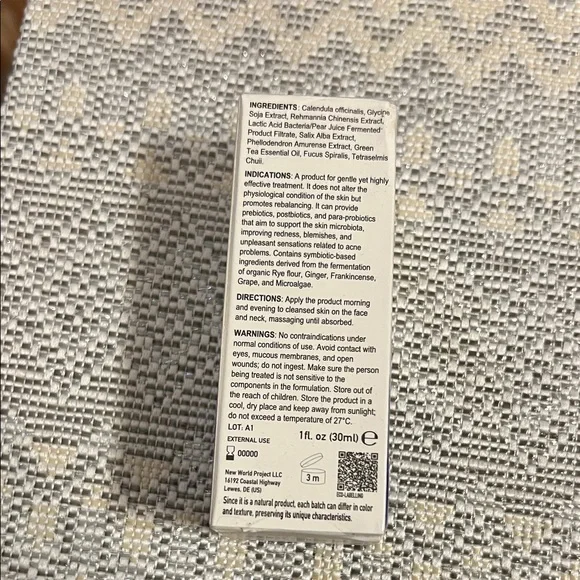 INGREDIENTS: Calendula officinalis, Glycine
Soja Extract, Rehmannia Chinensis Extract,
Lactic Acid Bacteria/Pear Juice Fermented
Product Filtrate, Salix Alba Extract,
Phellodendron Amurense Extract, Green
Tea Essential Oil, Fucus Spiralis, Tetraselmis
Chuii.
INDICATIONS: A product for gentle yet highly
effective treatment. It does not alter the
physiological condition of the skin but
promotes rebalancing. It can provide
prebiotics, postbiotics, and para-probiotics
that aim to support the skin microbiota,
improving redness, blemishes, and
unpleasant sensations related to acne
problems. Contains symbiotic-based
ingredients derived from the fermentation
of organic Rye flour, Ginger, Frankincense,
Grape, and Microalgae.
DIRECTIONS: Apply the product morning
and evening to cleansed skin on the face
and neck, massaging until absorbed.
WARNINGS: No contraindications under
normal conditions of use. Avoid contact with
eyes, mucous membranes, and open
wounds; do not ingest. Make sure the person
being treated is not sensitive to the
components in the formulation. Store out of
the reach of children. Store the product in a
cool, dry place and keep away from sunlight;
do not exceed a temperature of 27°C.
LOT: A1
1fl. oz (30ml) ℮
EXTERNAL USE
00000
3 m
ECO-LABELLING
New World Project LLC
16192 Coastal Highway
Lewes, DE (US)
Since it is a natural product, each batch can differ in color
and texture, preserving its unique characteristics.